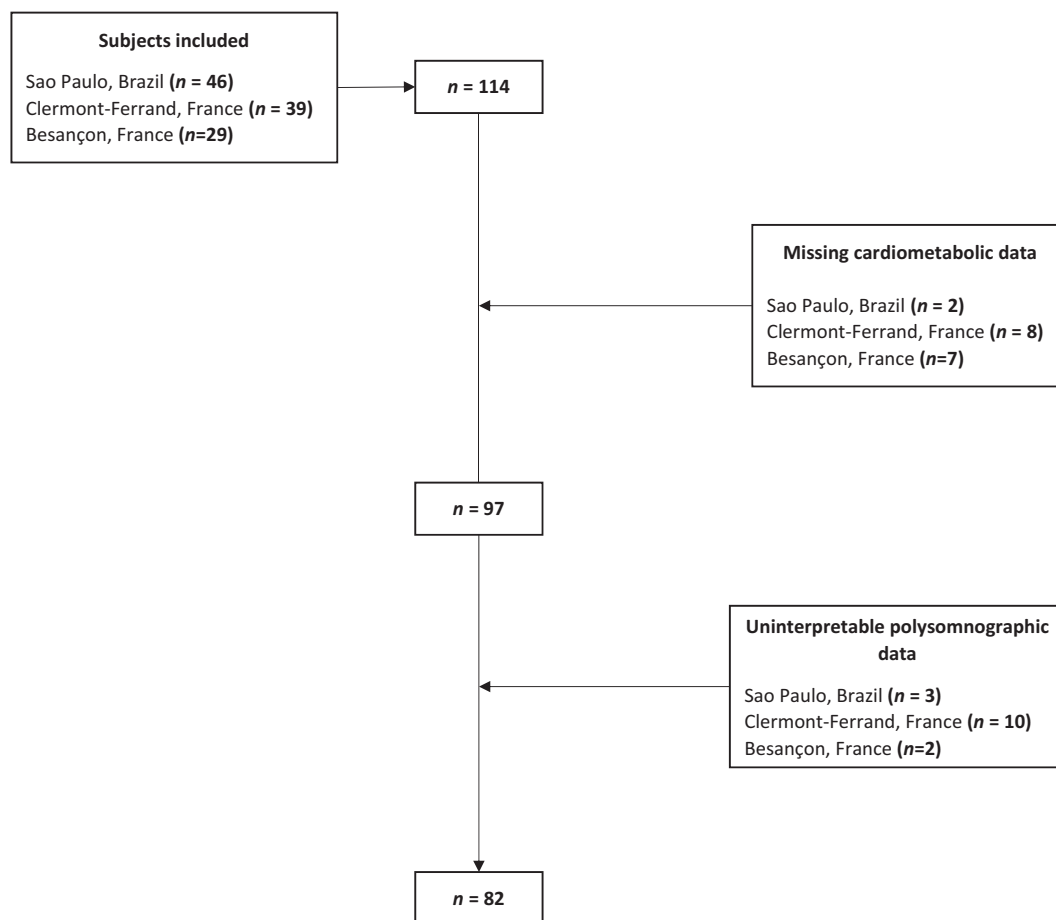 Subjects included
Sao Paulo, Brazil (n = 46)
Clermont-Ferrand, France (n = 39)
Besançon, France (n=29)
n = 114
Missing cardiometabolic data
Sao Paulo, Brazil (n = 2)
Clermont-Ferrand, France (n = 8)
Besançon, France (n=7)
n = 97
Uninterpretable polysomnographic
data
Sao Paulo, Brazil (n = 3)
Clermont-Ferrand, France (n = 10)
Besançon, France (n=2)
n = 82